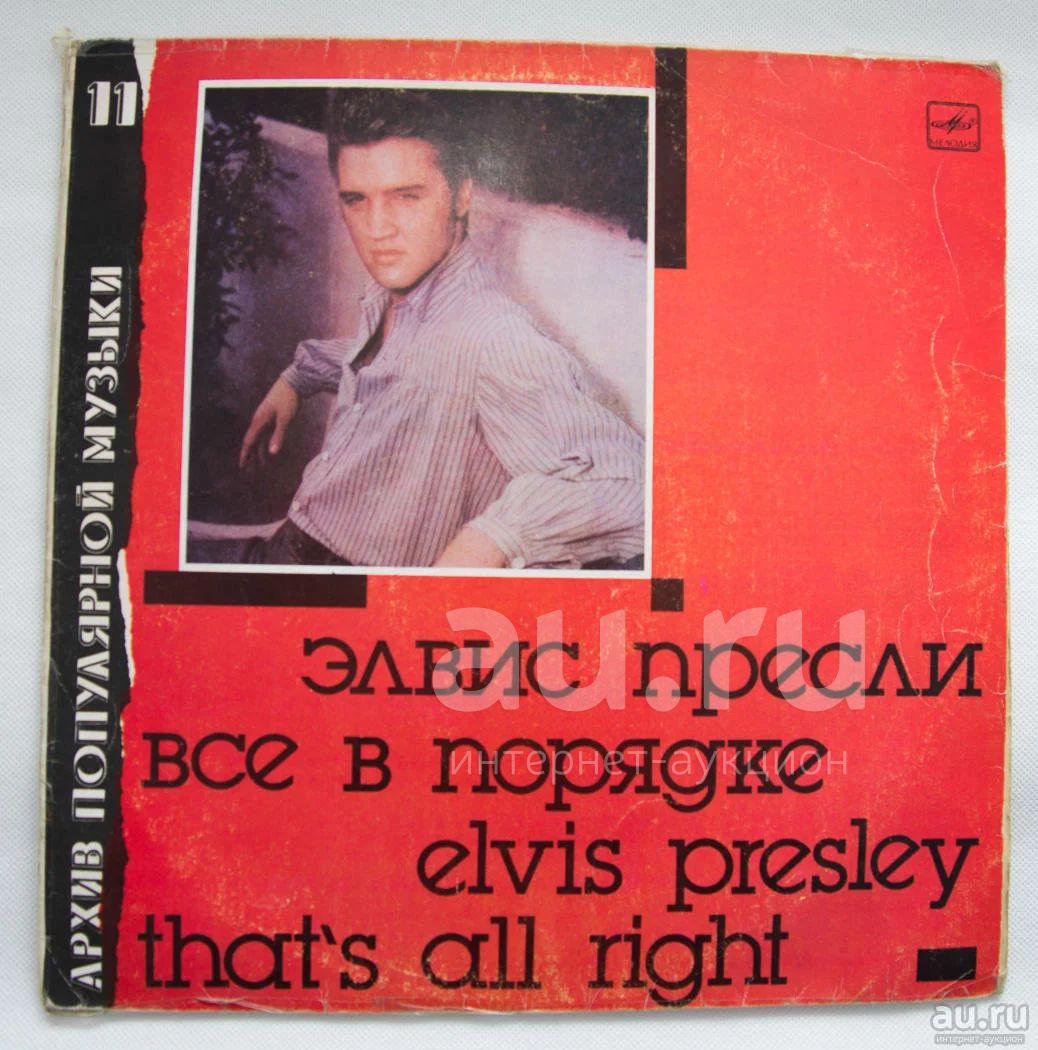 11
АРХИВ ПОПУЛЯРНОЙ МУЗЫКИ
МЕЛОДИЯ
элвис пресли
все в порядке
elvis presley
that's all right
au.ru
интернет-аукцион
au.ru
интернет-аукцион